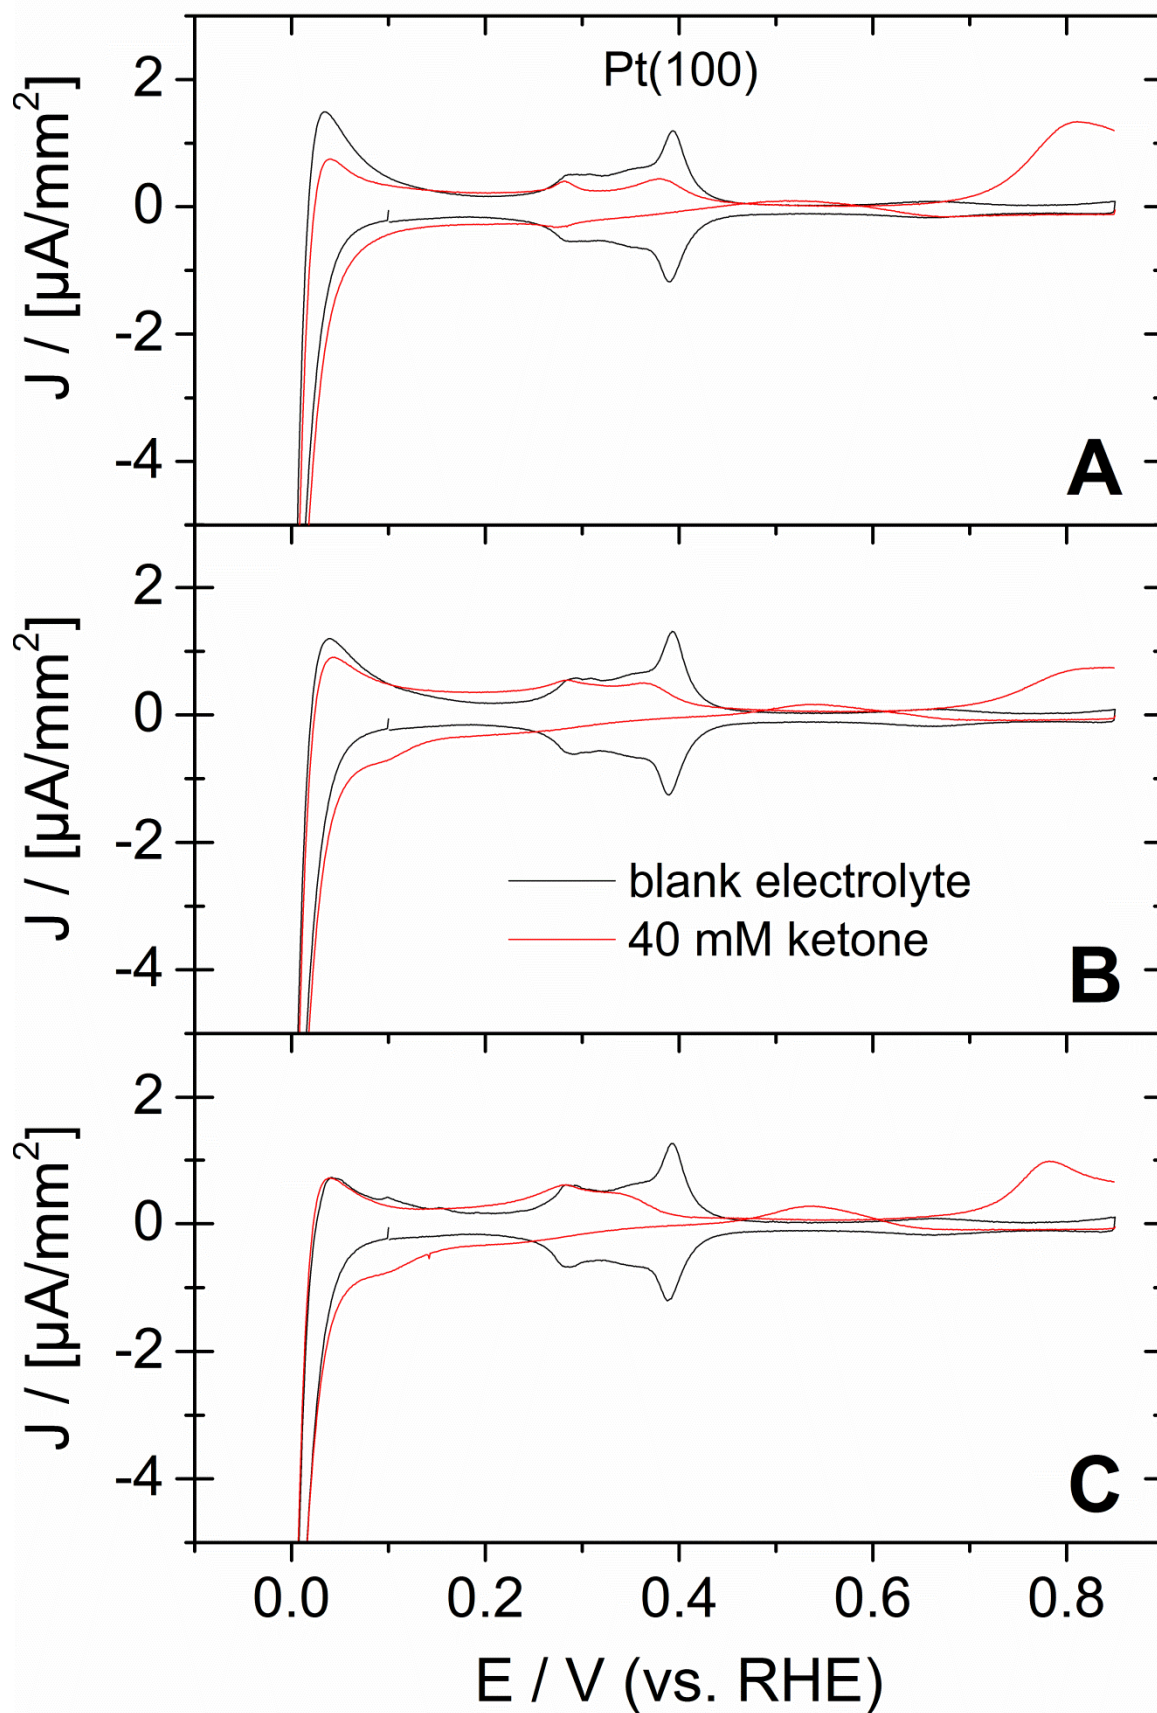 Pt(100)
2
0
-2
-4
J / [µA/mm²]
A
2
0
-2
-4
J / [µA/mm²]
blank electrolyte
40 mM ketone
B
2
0
-2
-4
J / [µA/mm²]
C
0.0 0.2 0.4 0.6 0.8
E / V (vs. RHE)